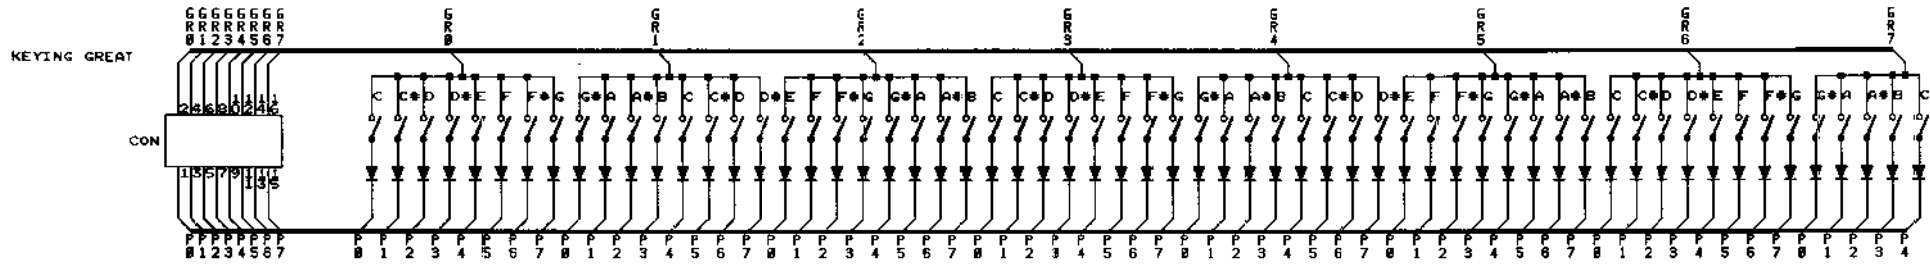 GR0 GR1 GR2 GR3 GR4 GR5 GR6 GR7 GR0 GR1 GR2 GR3 GR4 GR5 GR6 GR7
KEYING GREAT
C C# D D# E F F# G G# A A# B C C# D D# E F F# G G# A A# B C C# D D# E F F# G G# A A# B C C# D D# E F F# G G# A A# B C C# D D# E F F# G G# A A# B C
2 4 6 8 10 12 14 16
CON
1 3 5 7 9 11 13 15
P0 P1 P2 P3 P4 P5 P6 P7 P0 P1 P2 P3 P4 P5 P6 P7 P0 P1 P2 P3 P4 P5 P6 P7 P0 P1 P2 P3 P4 P5 P6 P7 P0 P1 P2 P3 P4 P5 P6 P7 P0 P1 P2 P3 P4 P5 P6 P7 P0 P1 P2 P3 P4 P5 P6 P7 P0 P1 P2 P3 P4 P5 P6 P7 P0 P1 P2 P3 P4